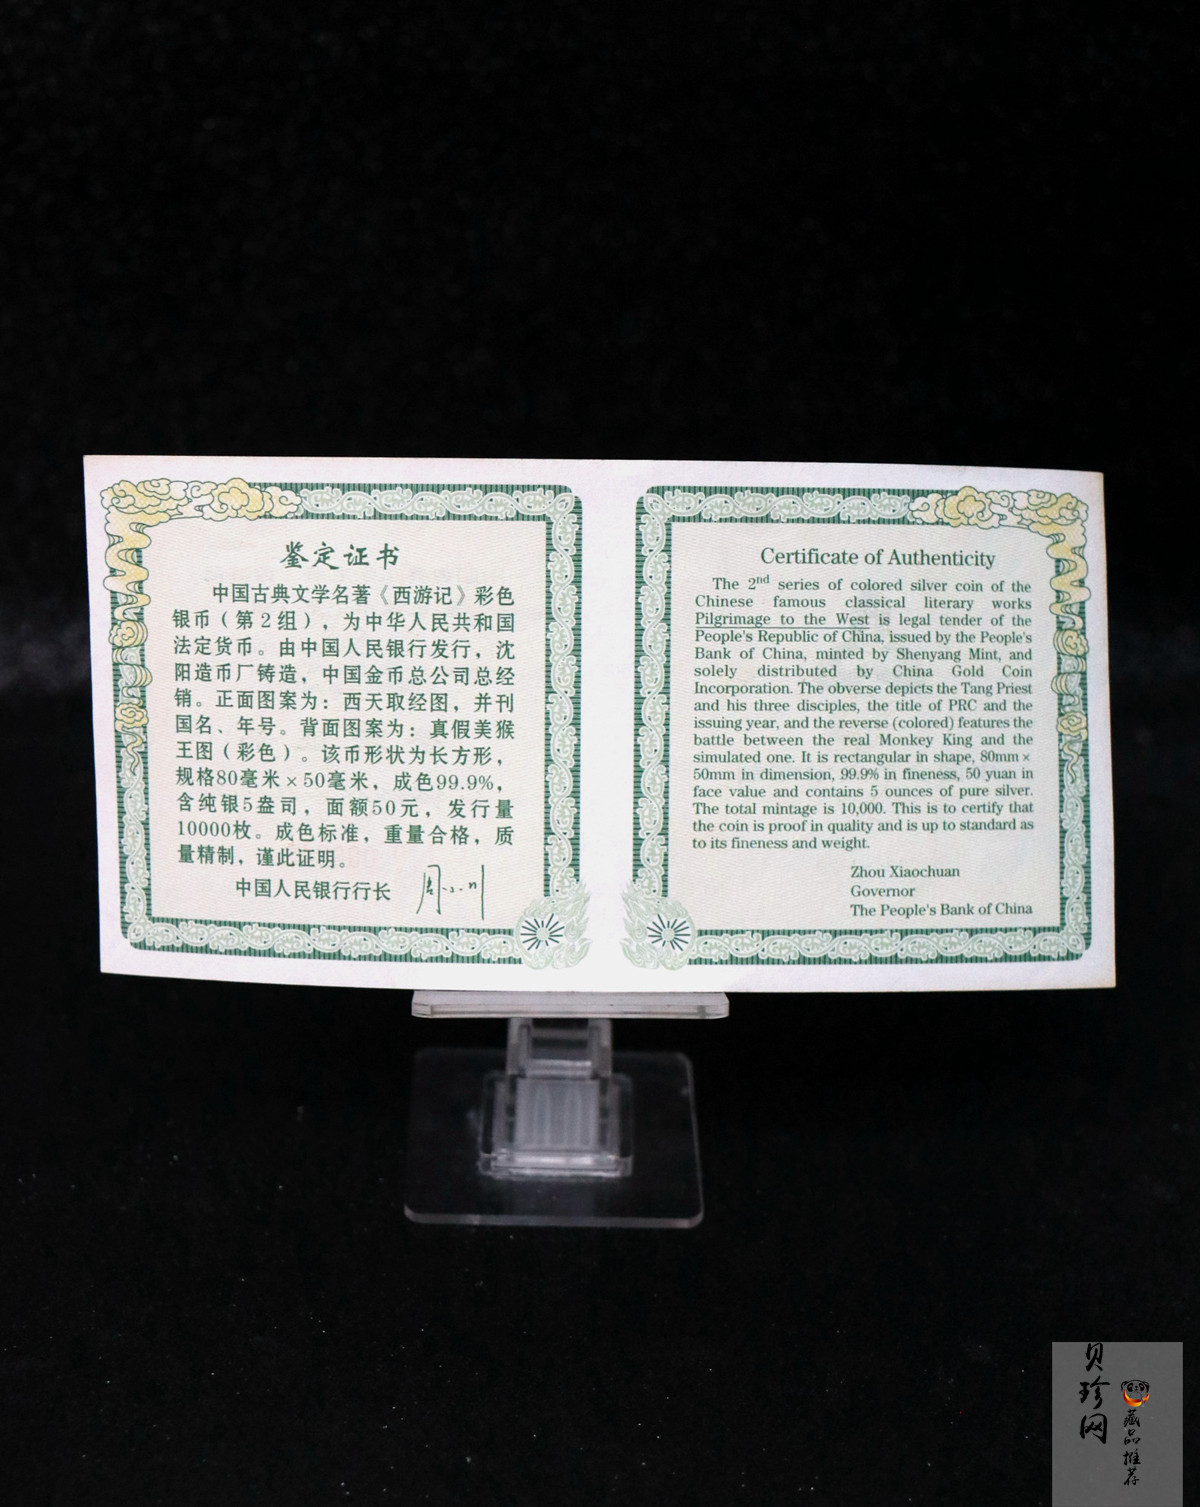 鉴定证书
中国古典文学名著《西游记》彩色
银币（第2组），为中华人民共和国
法定货币。由中国人民银行发行，沈
阳造币厂铸造，中国金币总公司总经
销。正面图案为：西天取经图，并刊
国名、年号。背面图案为：真假美猴
王图（彩色）。该币形状为长方形，
规格80毫米×50毫米，成色99.9%，
含纯银5盎司，面额50元，发行量
10000枚。成色标准，重量合格，质
量精制，谨此证明。
中国人民银行行长 周小川
Certificate of Authenticity
The 2nd series of colored silver coin of the
Chinese famous classical literary works
Pilgrimage to the West is legal tender of the
People's Republic of China, issued by the People's
Bank of China, minted by Shenyang Mint, and
solely distributed by China Gold Coin
Incorporation. The obverse depicts the Tang Priest
and his three disciples, the title of PRC and the
issuing year, and the reverse (colored) features the
battle between the real Monkey King and the
simulated one. It is rectangular in shape, 80mm×
50mm in dimension, 99.9% in fineness, 50 yuan in
face value and contains 5 ounces of pure silver.
The total mintage is 10,000. This is to certify that
the coin is proof in quality and is up to standard as
to its fineness and weight.
Zhou Xiaochuan
Governor
The People's Bank of China
贝珍网
藏品推荐